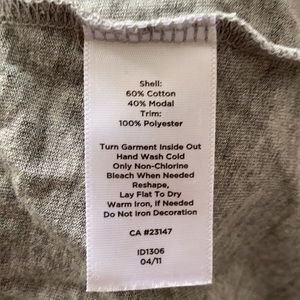 Shell:
60% Cotton
40% Modal
Trim:
100% Polyester
Turn Garment Inside Out
Hand Wash Cold
Only Non-Chlorine
Bleach When Needed
Reshape,
Lay Flat To Dry
Warm Iron, If Needed
Do Not Iron Decoration
CA #23147
ID1306
04/11